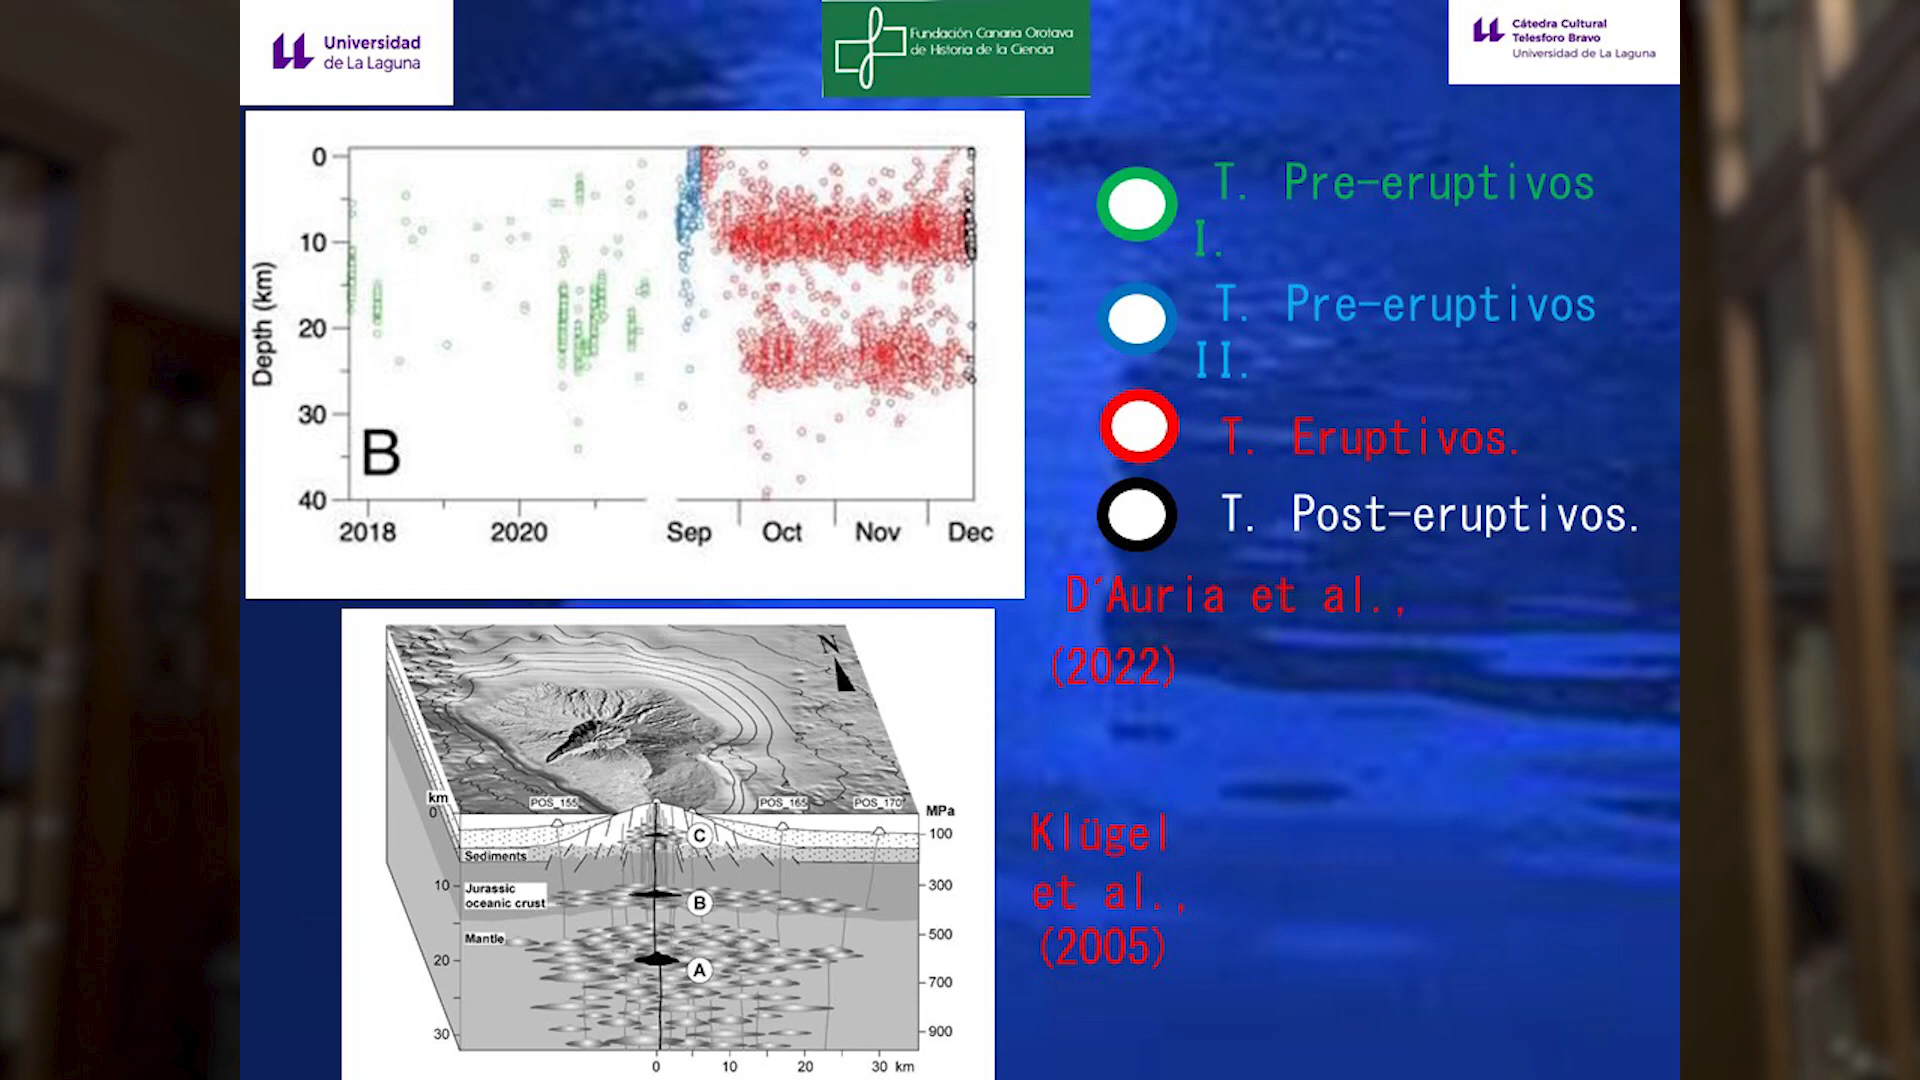 Universidad
de La Laguna
Fundación Canaria Orotava
de Historia de la Ciencia
Cátedra Cultural
Telesforo Bravo
Universidad de La Laguna
0
10
20
30
40
Depth (km)
B
2018 2020 Sep Oct Nov Dec
T. Pre-eruptivos
I.
T. Pre-eruptivos
II.
T. Eruptivos.
T. Post-eruptivos.
D´Auria et al.,
(2022)
N
km
0
POS_155
POS_165
POS_170
MPa
C
100
Sediments
10
Jurassic
oceanic crust
B
300
Mantle
500
20
A
700
30
900
0 10 20 30 km
Klügel
et al.,
(2005)